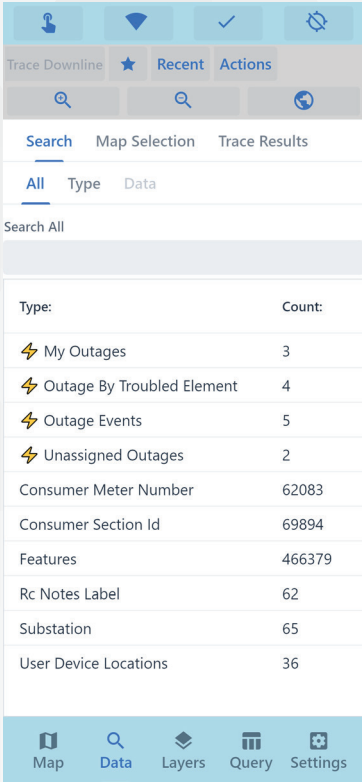 Trace Downline Recent Actions
Search Map Selection Trace Results
All Type Data
Search All
Type: Count:
My Outages 3
Outage By Troubled Element 4
Outage Events 5
Unassigned Outages 2
Consumer Meter Number 62083
Consumer Section Id 69894
Features 466379
Rc Notes Label 62
Substation 65
User Device Locations 36
Map Data Layers Query Settings